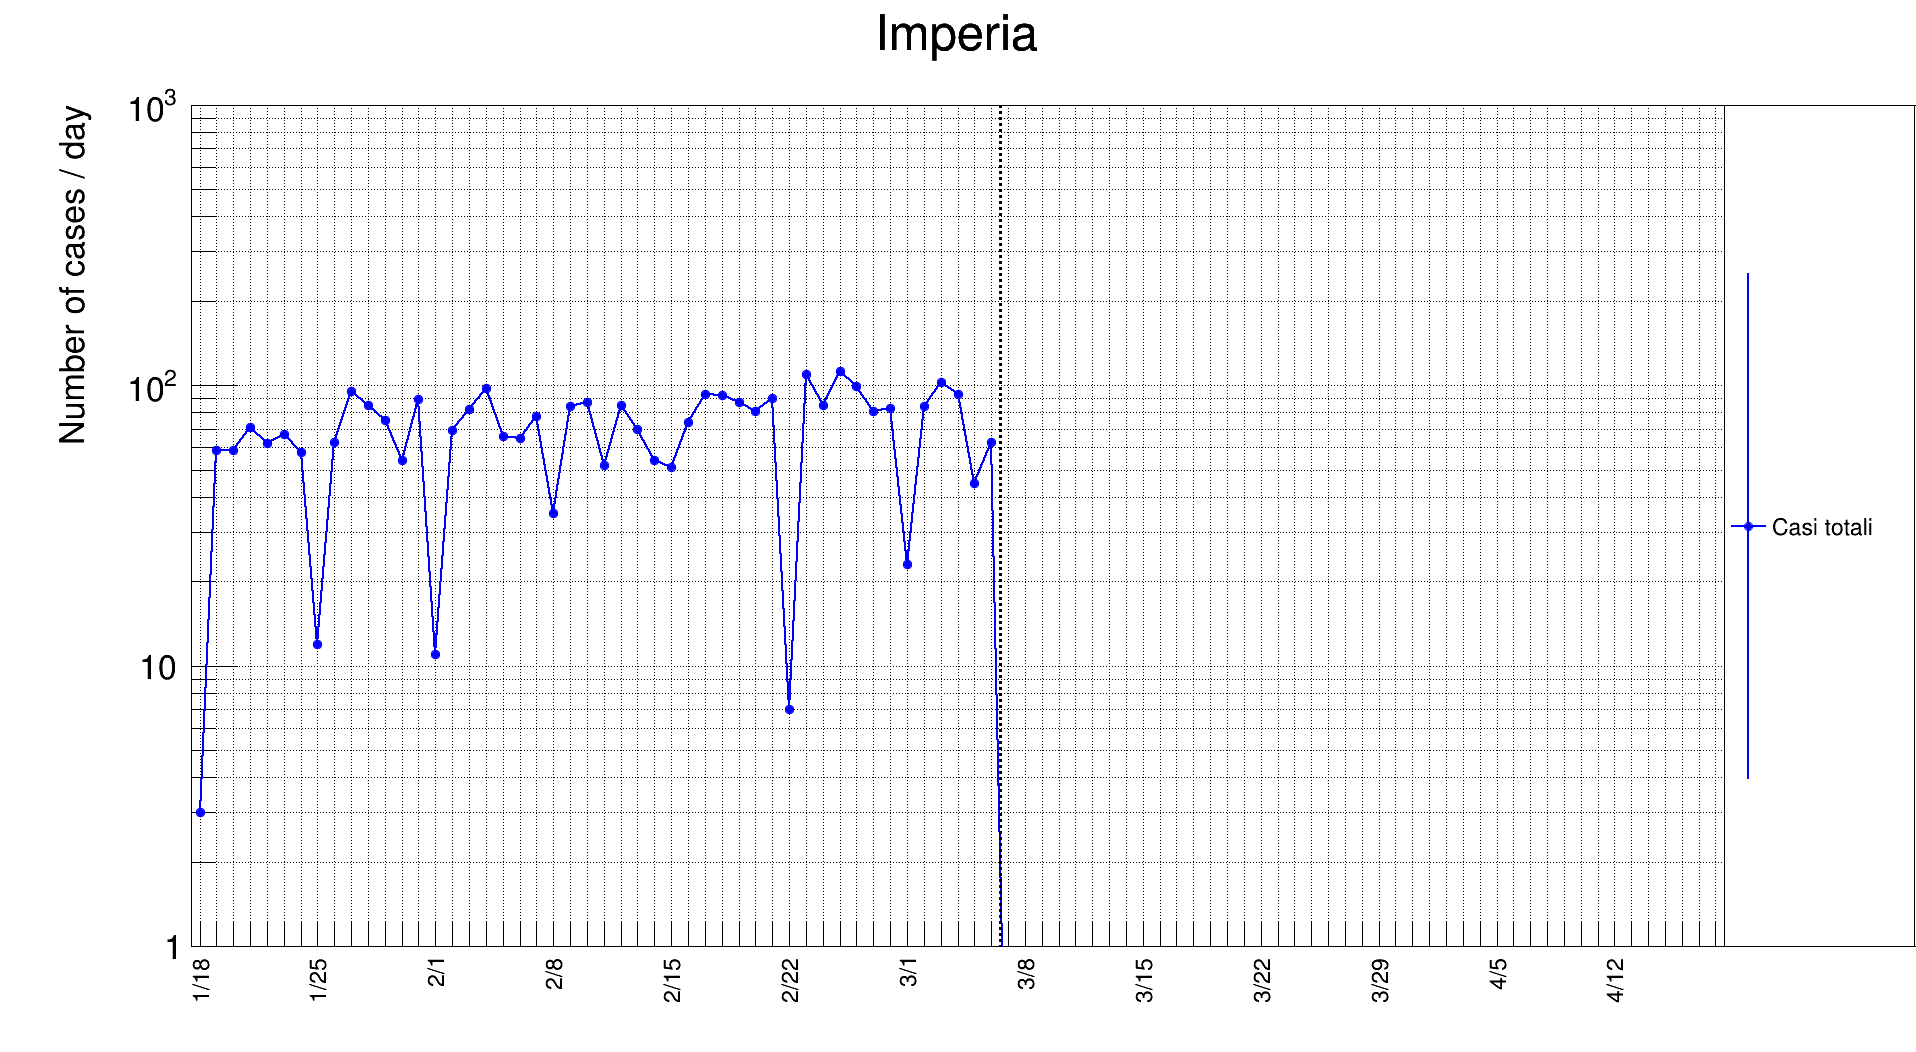 Imperia
Number of cases / day
10³
10²
10
1
1/18 1/25 2/1 2/8 2/15 2/22 3/1 3/8 3/15 3/22 3/29 4/5 4/12
Casi totali